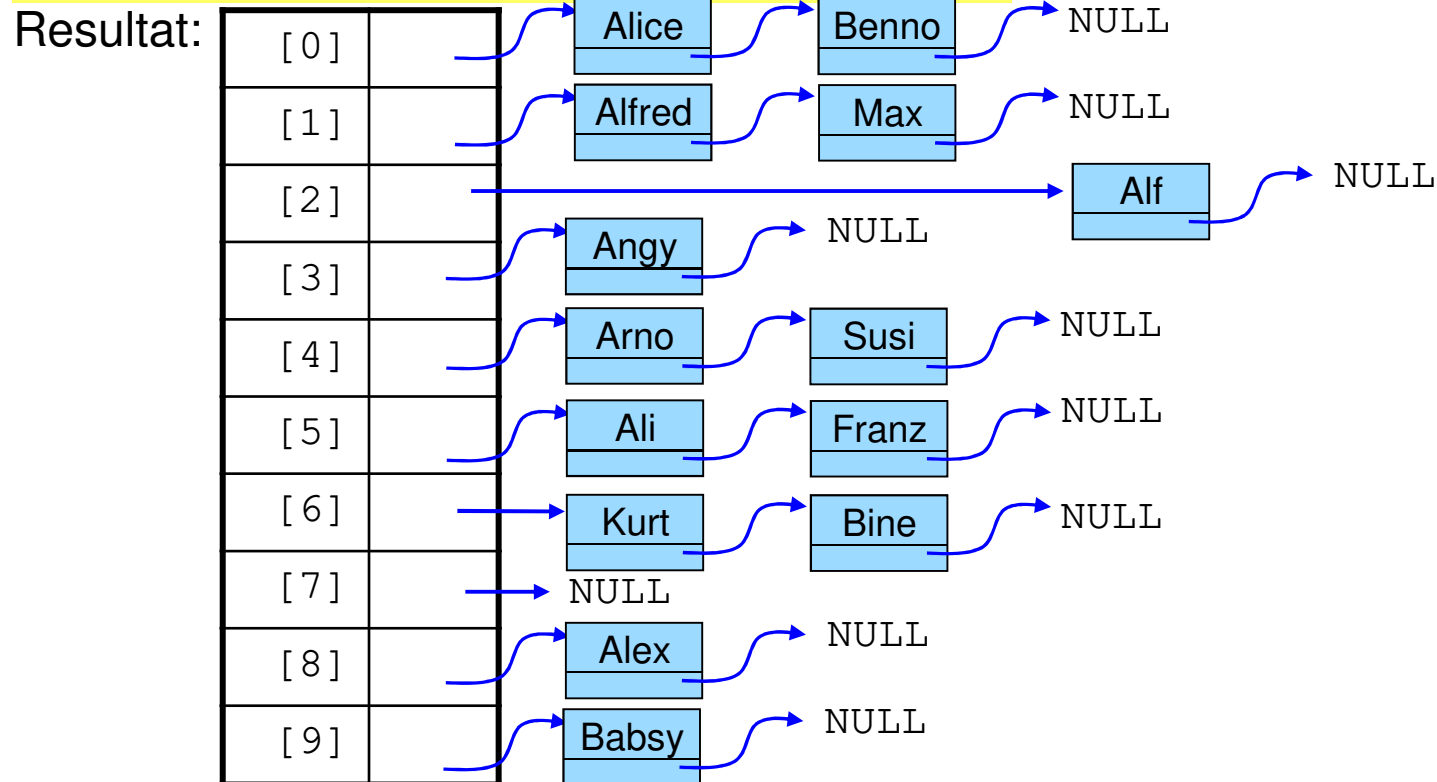 Resultat:
[0] Alice Benno NULL
[1] Alfred Max NULL
[2] Alf NULL
[3] Angy NULL
[4] Arno Susi NULL
[5] Ali Franz NULL
[6] Kurt Bine NULL
[7] NULL
[8] Alex NULL
[9] Babsy NULL